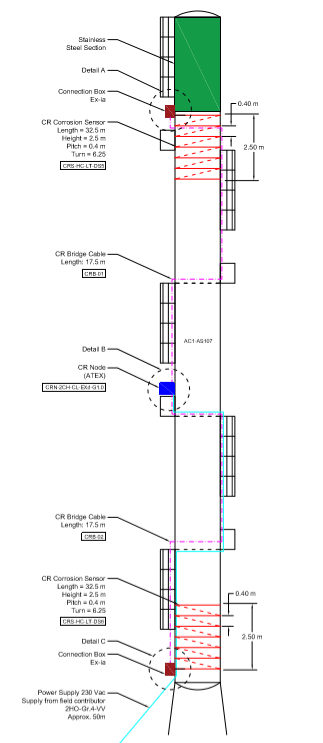 Stainless
Steel Section
Detail A
Connection Box
Ex-ia
0.40 m
CR Corrosion Sensor
Length = 32.5 m
Height = 2.5 m
Pitch = 0.4 m
Turn = 6.25
CRS-HC-LT-DS5
2.50 m
CR Bridge Cable
Length: 17.5 m
CRB-01
AC1-AS107
Detail B
CR Node
(ATEX)
CRN-2CH-CL-EXd-G1.0
CR Bridge Cable
Length: 17.5 m
CRB-02
CR Corrosion Sensor
Length = 32.5 m
Height = 2.5 m
Pitch = 0.4 m
Turn = 6.25
CRS-HC-LT-DS6
0.40 m
2.50 m
Detail C
Connection Box
Ex-ia
Power Supply 230 Vac
Supply from field contributor
2HO-Gr.4-VV
Approx. 50m